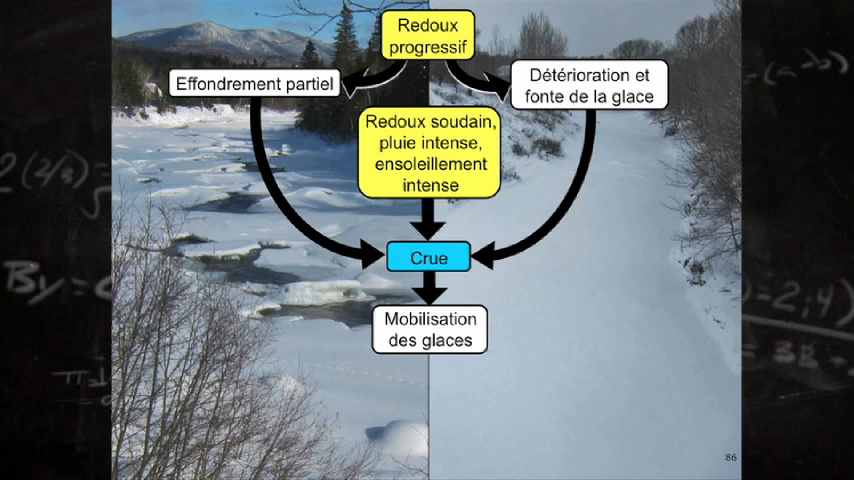 Redoux
progressif
Effondrement partiel
Détérioration et
fonte de la glace
Redoux soudain,
pluie intense,
ensoleillement
intense
Crue
Mobilisation
des glaces
86